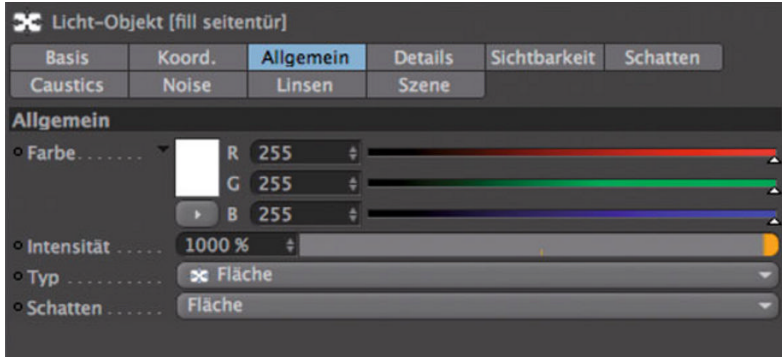 Licht-Objekt [fill seitentür]
Basis Koord. Allgemein Details Sichtbarkeit Schatten
Caustics Noise Linsen Szene
Allgemein
Farbe....... R 255
G 255
B 255
Intensität ..... 1000 %
Typ .......... Fläche
Schatten ...... Fläche